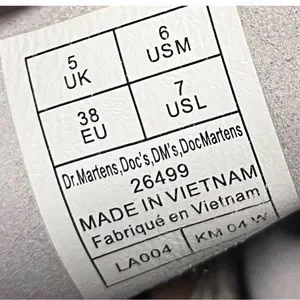 5 6
UK USM
38 7
EU USL
Dr.Martens,Doc's,DM's,DocMartens
26499
MADE IN VIETNAM
Fabriqué en Vietnam
LA004 KM 04 W